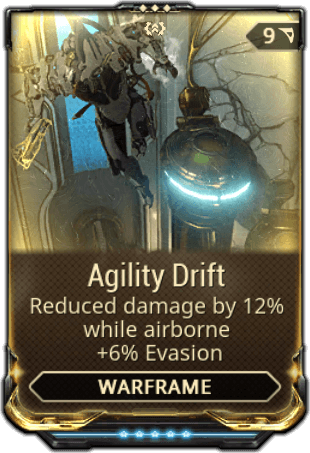 9
Agility Drift
Reduced damage by 12%
while airborne
+6% Evasion
WARFRAME